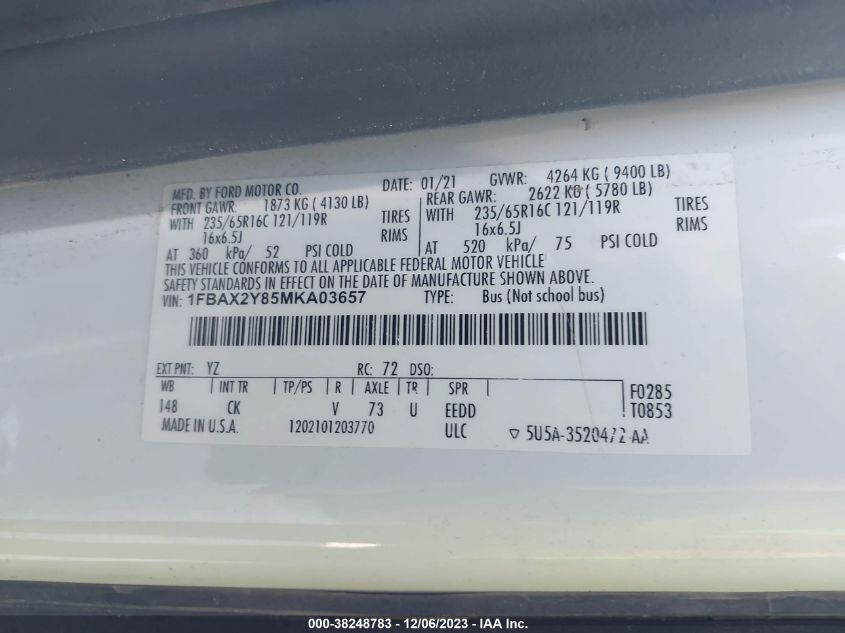 MFD. BY FORD MOTOR CO.
DATE: 01/21 GVWR: 4264 KG ( 9400 LB)
FRONT GAWR: 1873 KG ( 4130 LB)
REAR GAWR: 2622 KG ( 5780 LB)
WITH 235/65R16C 121/119R TIRES
WITH 235/65R16C 121/119R TIRES
16x6.5J RIMS
16x6.5J RIMS
AT 360 kPa/ 52 PSI COLD
AT 520 kPa/ 75 PSI COLD
THIS VEHICLE CONFORMS TO ALL APPLICABLE FEDERAL MOTOR VEHICLE
SAFETY STANDARDS IN EFFECT ON THE DATE OF MANUFACTURE SHOWN ABOVE.
VIN: 1FBAX2Y85MKA03657 TYPE: Bus (Not school bus)
EXT PNT: YZ RC: 72 DSO:
WB | INT TR | TP/PS | R | AXLE | TR | SPR F0285
148 CK V 73 U EEDD T0853
MADE IN U.S.A. 1202101203770 ULC ▽ 5U5A-3520472-AA
000-38248783 - 12/06/2023 - IAA Inc.